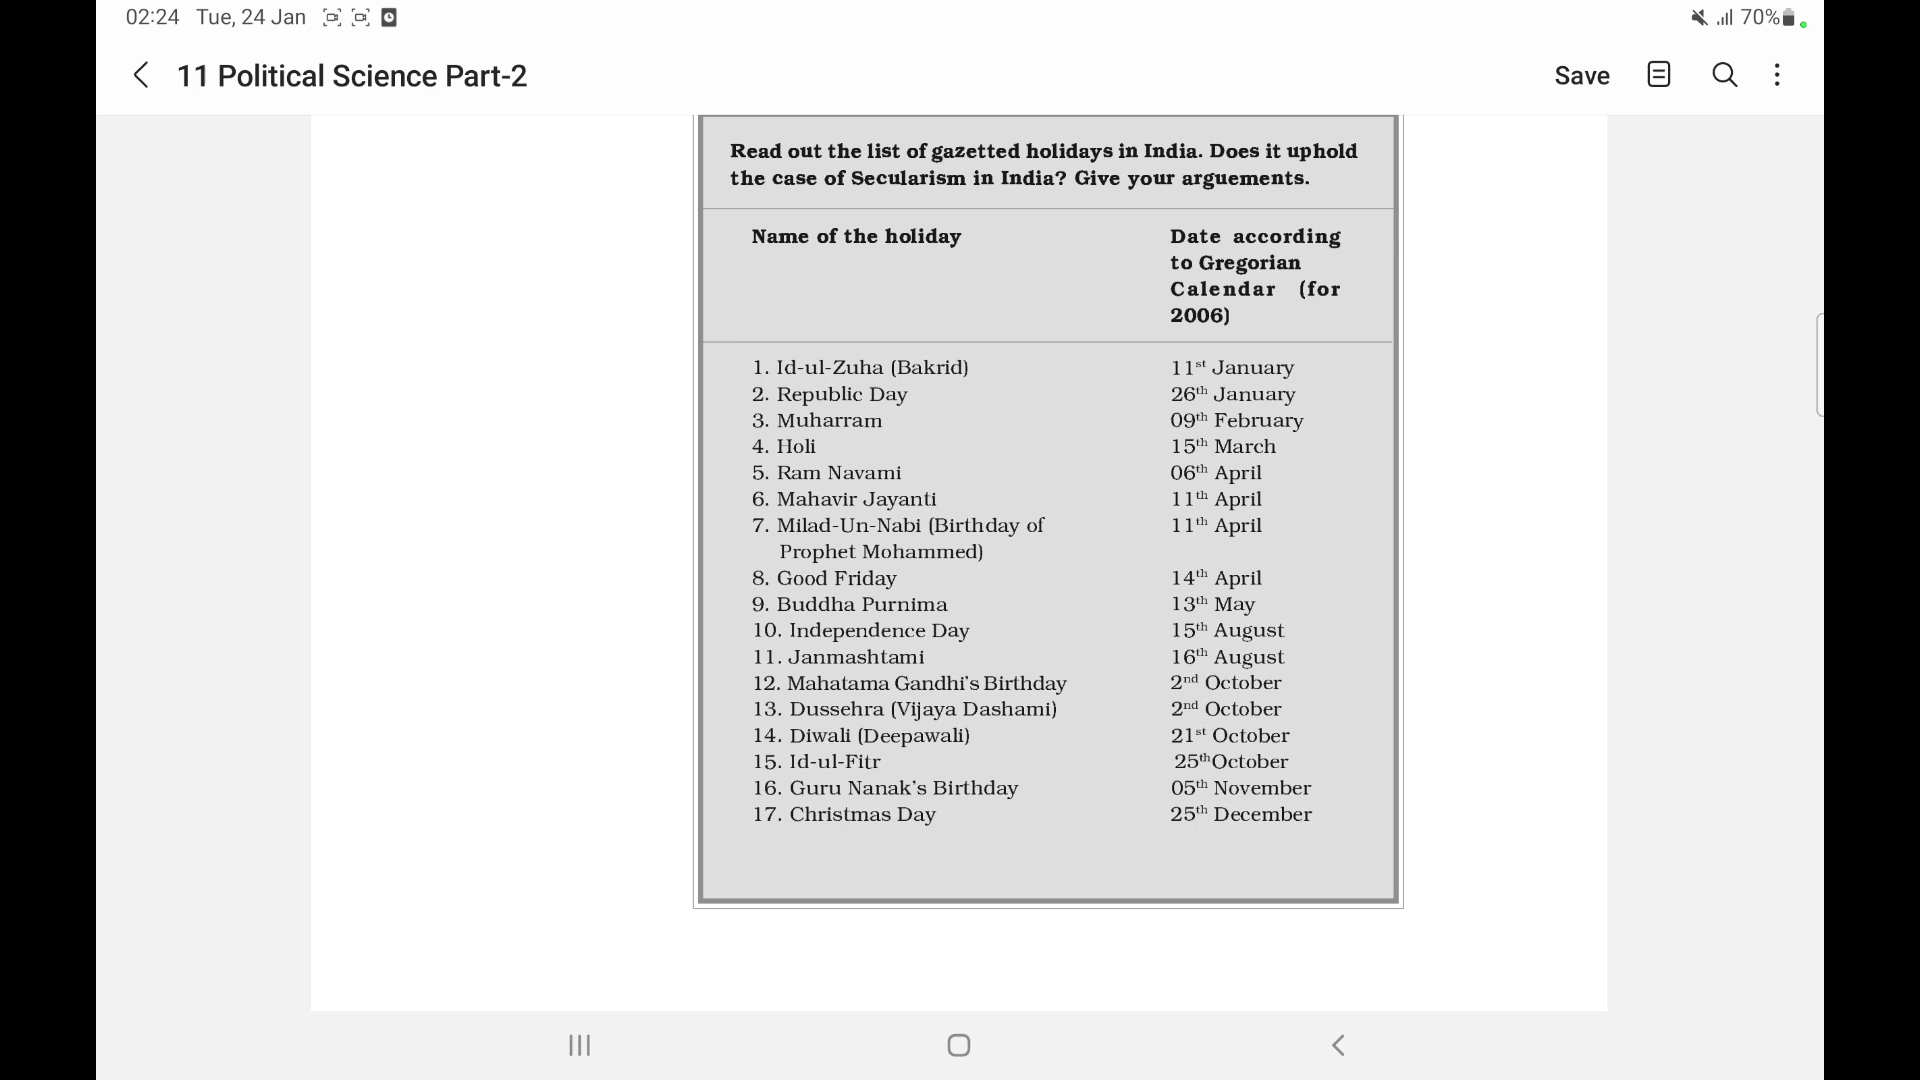 02:24 Tue, 24 Jan 70%
11 Political Science Part-2 Save
Read out the list of gazetted holidays in India. Does it uphold
the case of Secularism in India? Give your arguements.
Name of the holiday Date according
to Gregorian
Calendar (for
2006)
1. Id-ul-Zuha (Bakrid) 11st January
2. Republic Day 26th January
3. Muharram 09th February
4. Holi 15th March
5. Ram Navami 06th April
6. Mahavir Jayanti 11th April
7. Milad-Un-Nabi (Birthday of 11th April
Prophet Mohammed)
8. Good Friday 14th April
9. Buddha Purnima 13th May
10. Independence Day 15th August
11. Janmashtami 16th August
12. Mahatama Gandhi's Birthday 2nd October
13. Dussehra (Vijaya Dashami) 2nd October
14. Diwali (Deepawali) 21st October
15. Id-ul-Fitr 25thOctober
16. Guru Nanak's Birthday 05th November
17. Christmas Day 25th December